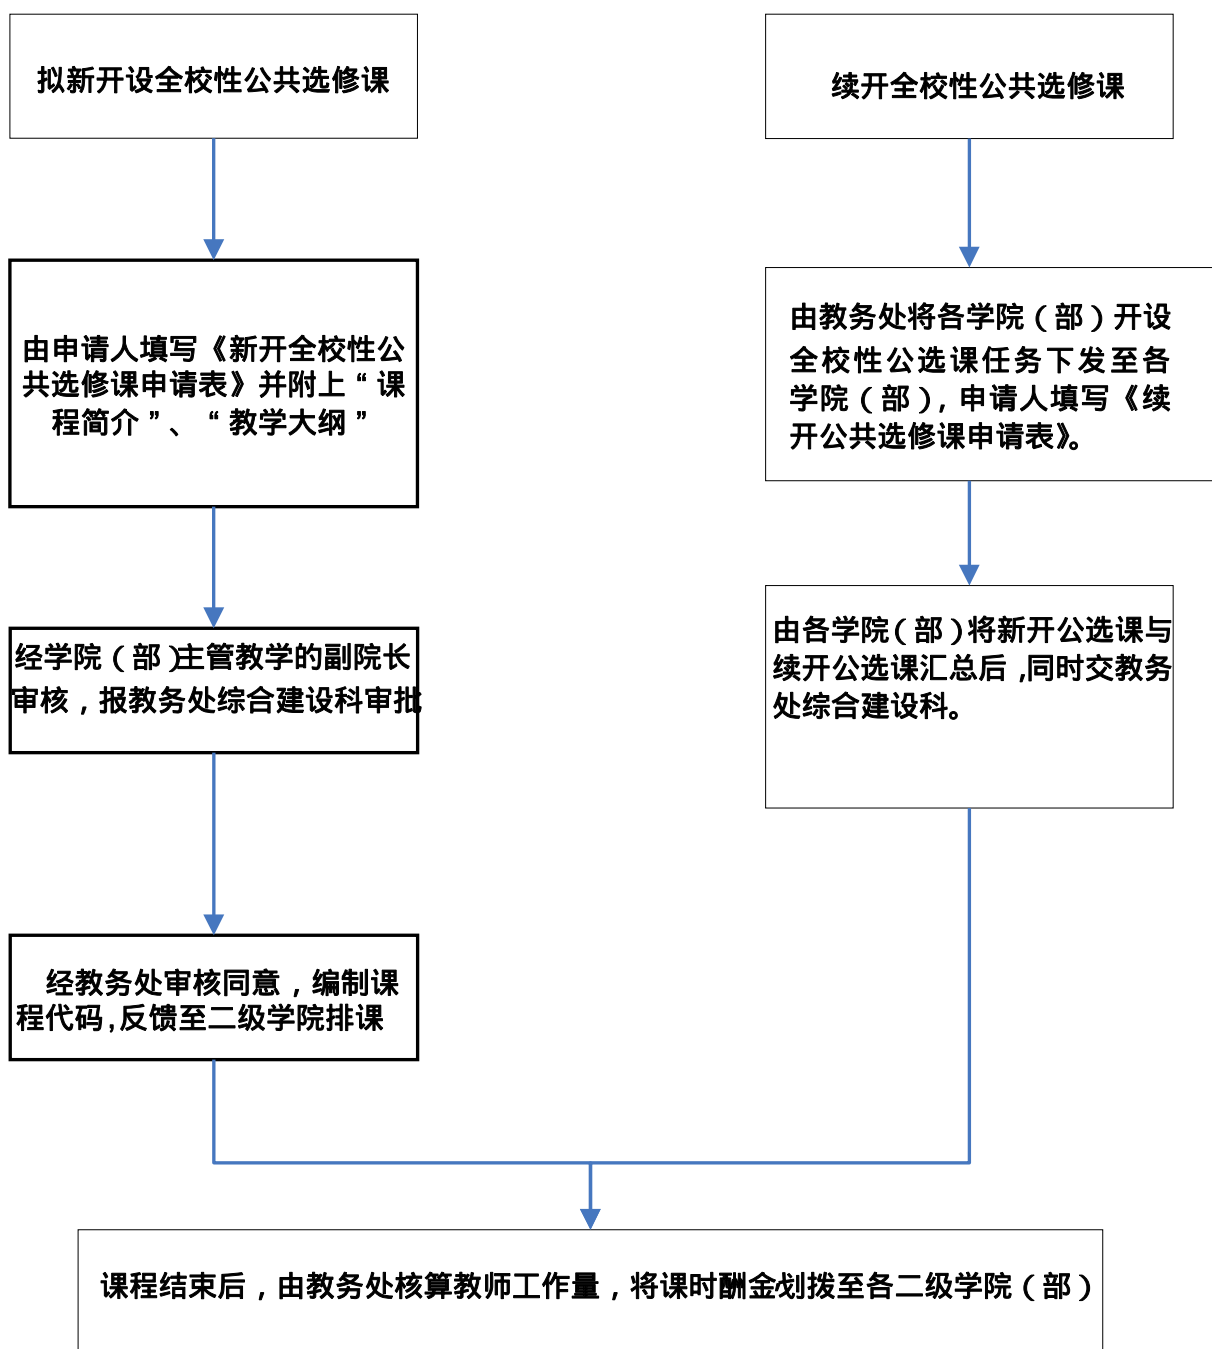 拟新开设全校性公共选修课
续开全校性公共选修课
由申请人填写《新开全校性公
共选修课申请表》并附上“课
程简介”、“教学大纲”
由教务处将各学院（部）开设
全校性公选课任务下发至各
学院（部），申请人填写《续
开公共选修课申请表》。
经学院（部）主管教学的副院长
审核，报教务处综合建设科审批
由各学院（部）将新开公选课与
续开公选课汇总后，同时交教务
处综合建设科。
经教务处审核同意，编制课
程代码，反馈至二级学院排课
课程结束后，由教务处核算教师工作量，将课时酬金划拨至各二级学院（部）